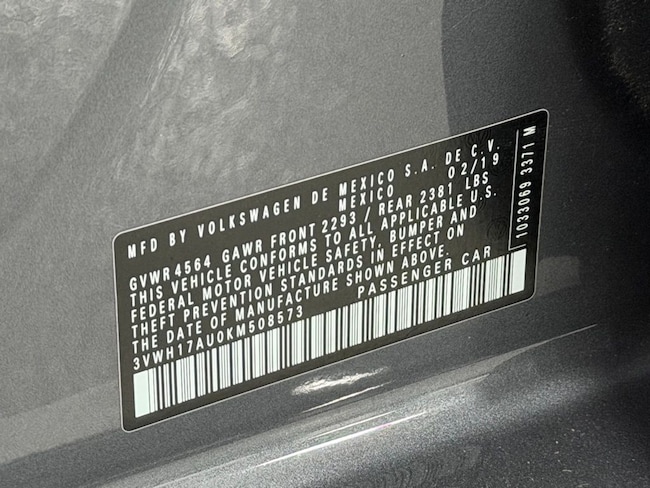 MFD BY VOLKSWAGEN DE MEXICO S.A. DE C.V.
MEXICO 02/19
GVWR 4564 GAWR FRONT 2293 / REAR 2381 LBS
THIS VEHICLE CONFORMS TO ALL APPLICABLE U.S.
FEDERAL MOTOR VEHICLE SAFETY, BUMPER AND
THEFT PREVENTION STANDARDS IN EFFECT ON
THE DATE OF MANUFACTURE SHOWN ABOVE.
3VWH17AU0KM508573 PASSENGER CAR
1033069 3371 M